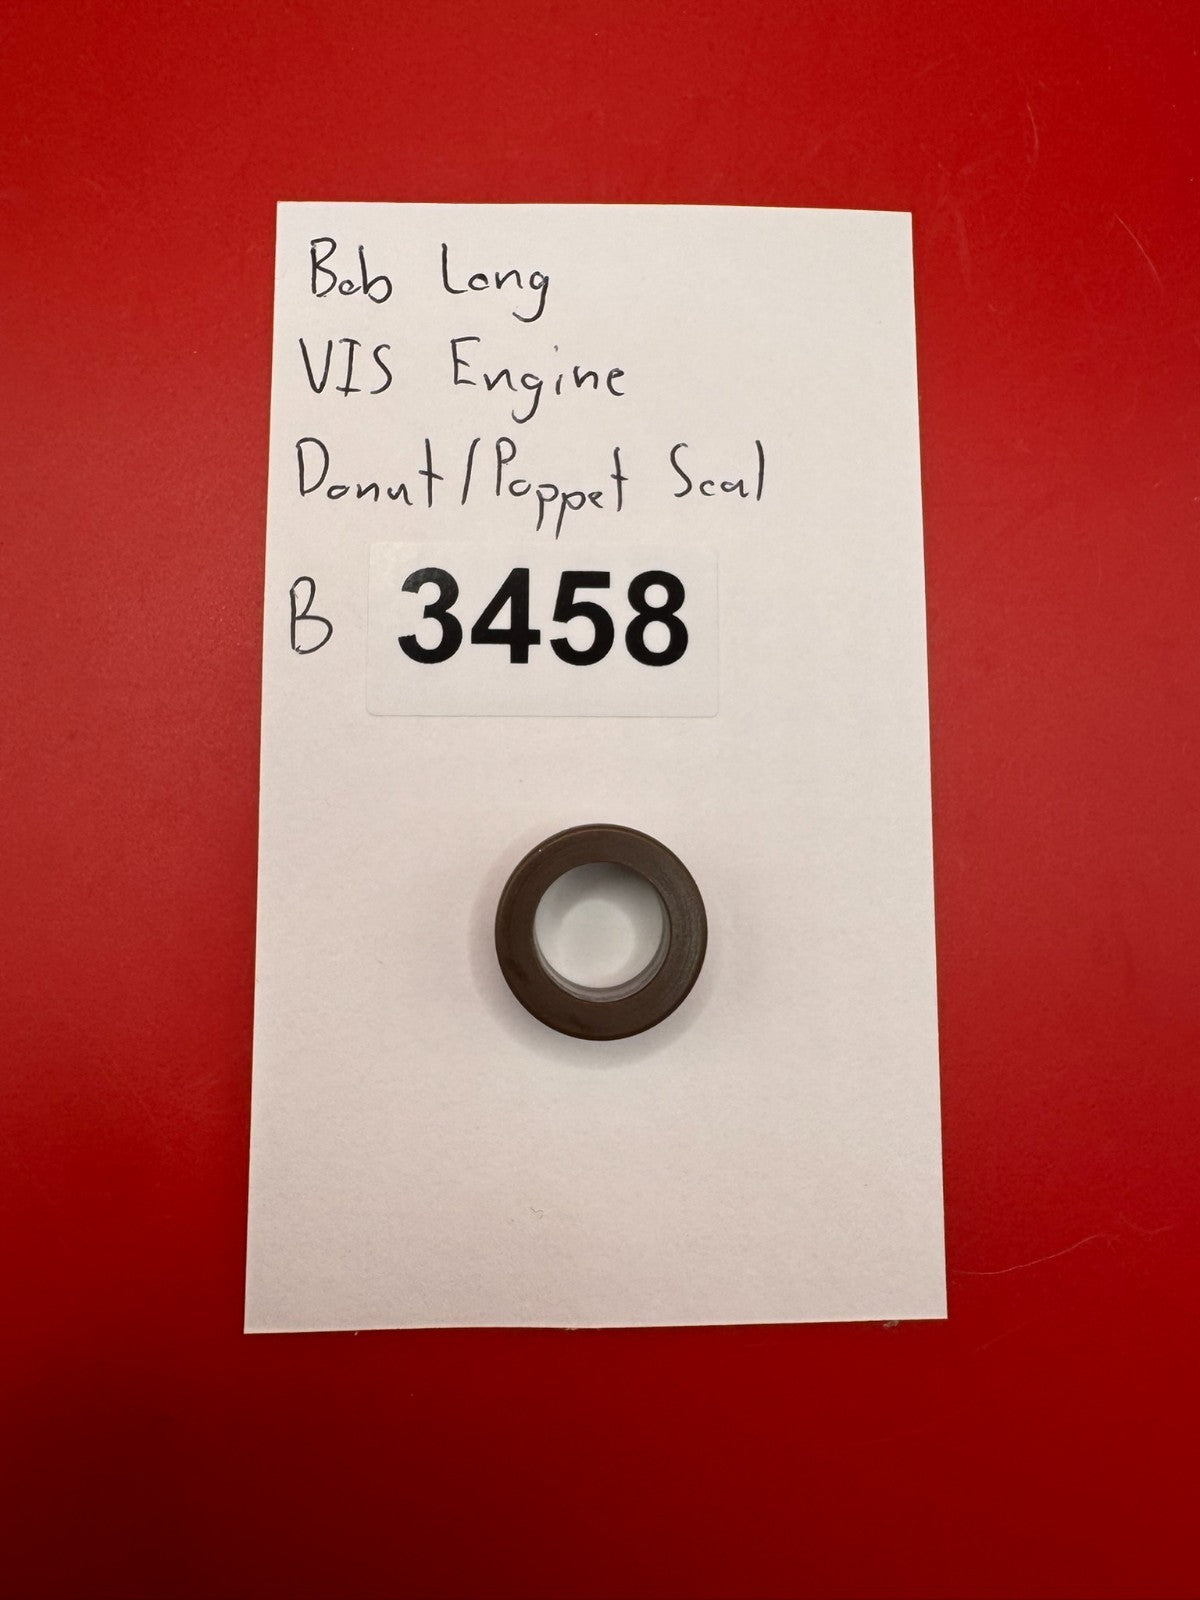 Bob Long
VIS Engine
Donut/Poppet Seal
B 3458